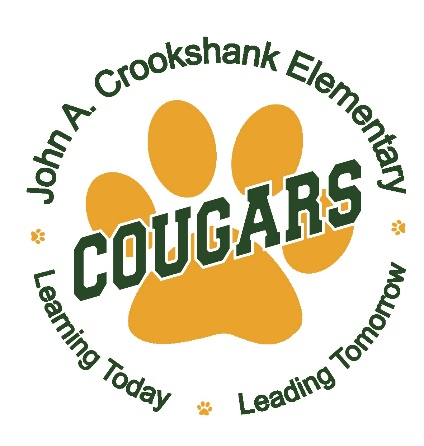 John A. Crookshank Elementary
COUGARS
Learning Today
Leading Tomorrow